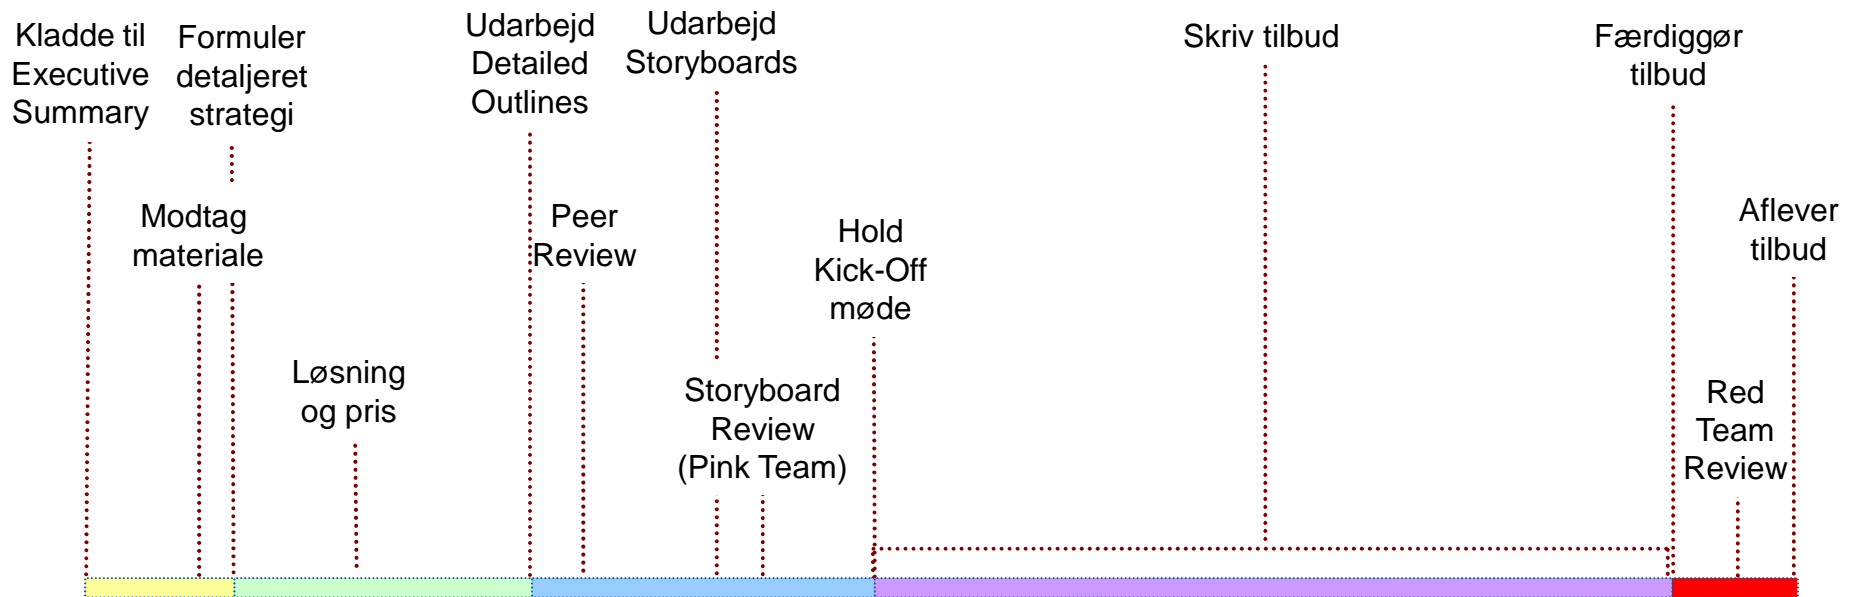 Kladde til
Executive
Summary
Formuler
detaljeret
strategi
Udarbejd
Detailed
Outlines
Udarbejd
Storyboards
Skriv tilbud
Færdiggør
tilbud
Modtag
materiale
Peer
Review
Hold
Kick-Off
møde
Aflever
tilbud
Løsning
og pris
Storyboard
Review
(Pink Team)
Red
Team
Review